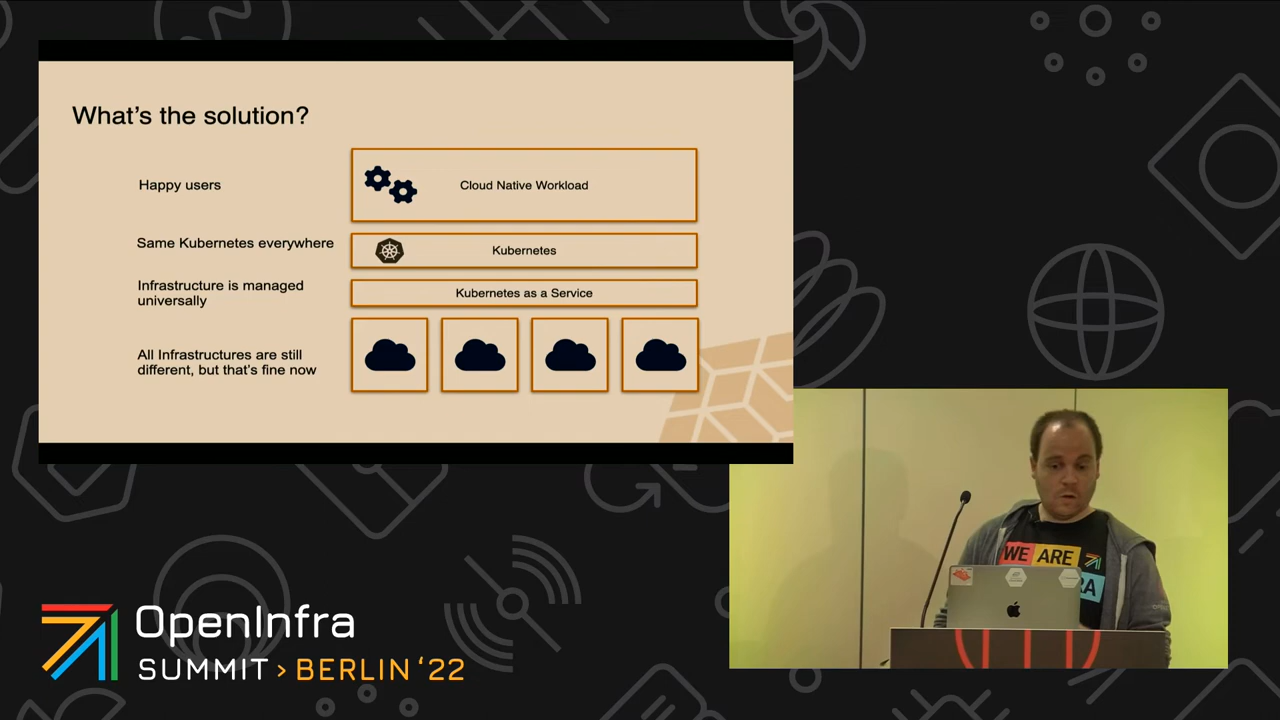 What's the solution?
Happy users
Cloud Native Workload
Same Kubernetes everywhere
Kubernetes
Infrastructure is managed
universally
Kubernetes as a Service
All Infrastructures are still
different, but that's fine now
WE ARE
RA
OpenInfra
SUMMIT > BERLIN ‘22